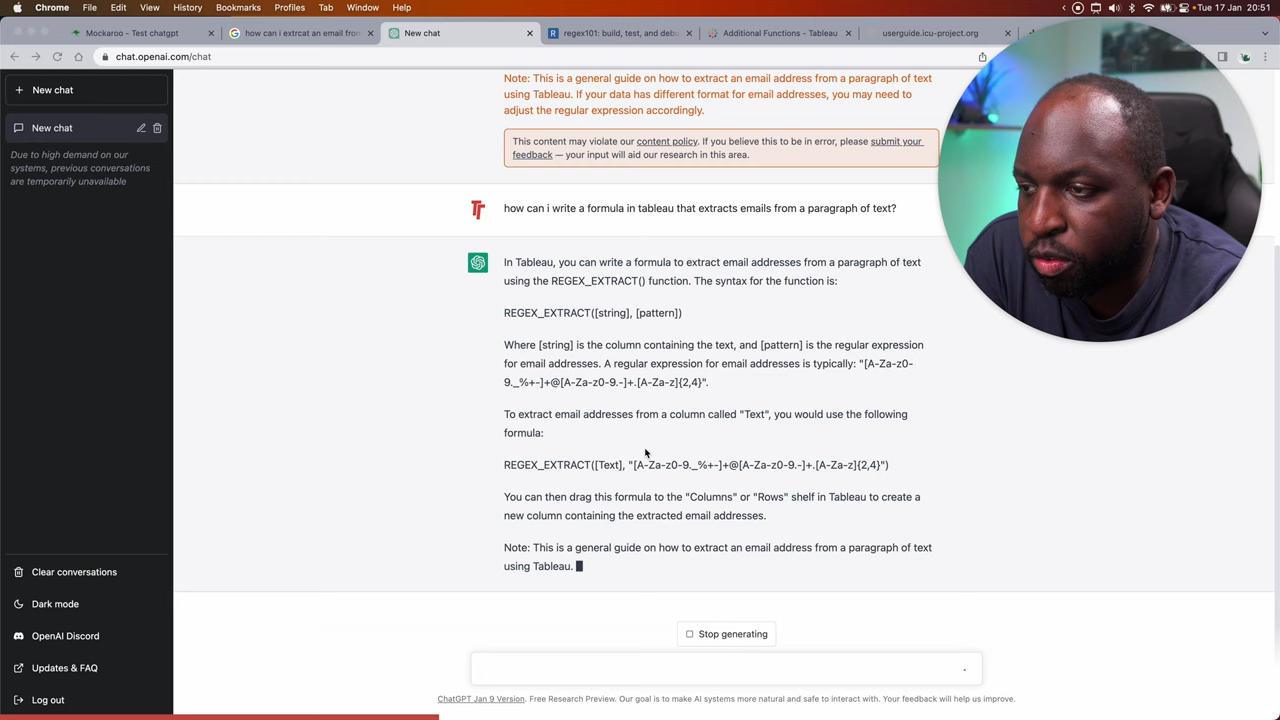 Chrome File Edit View History Bookmarks Profiles Tab Window Help
Tue 17 Jan 20:51
Mockaroo - Test chatgpt
how can i extrcat an email from
New chat
regex101: build, test, and debu
Additional Functions - Tableau
userguide.icu-project.org
chat.openai.com/chat
New chat
New chat
Due to high demand on our
systems, previous conversations
are temporarily unavailable
Note: This is a general guide on how to extract an email address from a paragraph of text
using Tableau. If your data has different format for email addresses, you may need to
adjust the regular expression accordingly.
This content may violate our content policy. If you believe this to be in error, please submit your
feedback — your input will aid our research in this area.
how can i write a formula in tableau that extracts emails from a paragraph of text?
In Tableau, you can write a formula to extract email addresses from a paragraph of text
using the REGEX_EXTRACT() function. The syntax for the function is:
REGEX_EXTRACT([string], [pattern])
Where [string] is the column containing the text, and [pattern] is the regular expression
for email addresses. A regular expression for email addresses is typically: "[A-Za-z0-
9._%+-]+@[A-Za-z0-9.-]+.[A-Za-z]{2,4}".
To extract email addresses from a column called "Text", you would use the following
formula:
REGEX_EXTRACT([Text], "[A-Za-z0-9._%+-]+@[A-Za-z0-9.-]+.[A-Za-z]{2,4}")
You can then drag this formula to the "Columns" or "Rows" shelf in Tableau to create a
new column containing the extracted email addresses.
Note: This is a general guide on how to extract an email address from a paragraph of text
using Tableau.
Stop generating
Clear conversations
Dark mode
OpenAI Discord
Updates & FAQ
Log out
ChatGPT Jan 9 Version. Free Research Preview. Our goal is to make AI systems more natural and safe to interact with. Your feedback will help us improve.